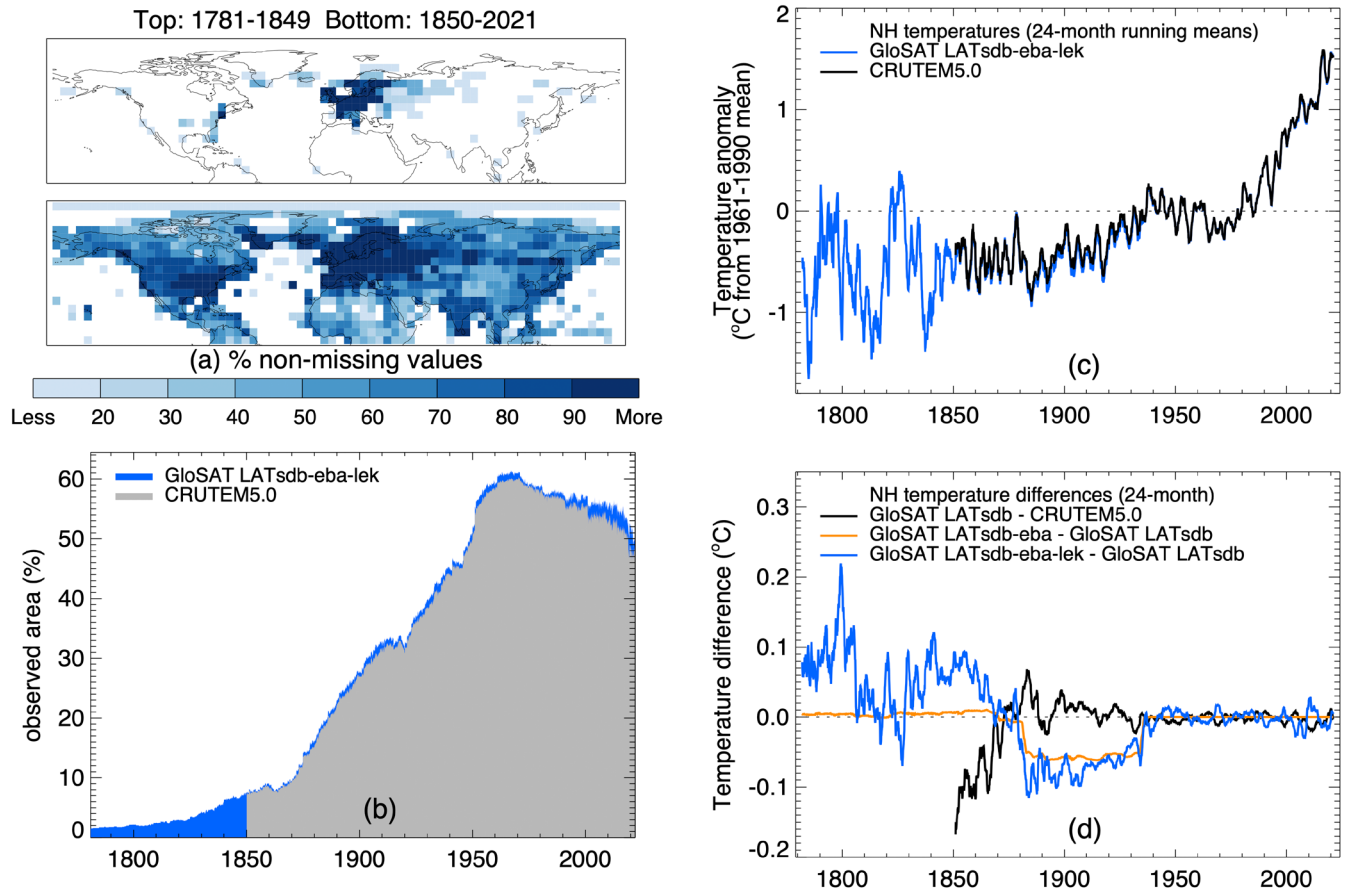 Top: 1781-1849 Bottom: 1850-2021
(a) % non-missing values
Less 20 30 40 50 60 70 80 90 More
GloSAT LATsdb-eba-lek
CRUTEM5.0
observed area (%)
60
50
40
30
20
10
0
(b)
1800 1850 1900 1950 2000
NH temperatures (24-month running means)
GloSAT LATsdb-eba-lek
CRUTEM5.0
Temperature anomaly
(°C from 1961-1990 mean)
2
1
0
-1
(c)
1800 1850 1900 1950 2000
NH temperature differences (24-month)
GloSAT LATsdb - CRUTEM5.0
GloSAT LATsdb-eba - GloSAT LATsdb
GloSAT LATsdb-eba-lek - GloSAT LATsdb
Temperature difference (°C)
0.3
0.2
0.1
0.0
-0.1
-0.2
(d)
1800 1850 1900 1950 2000